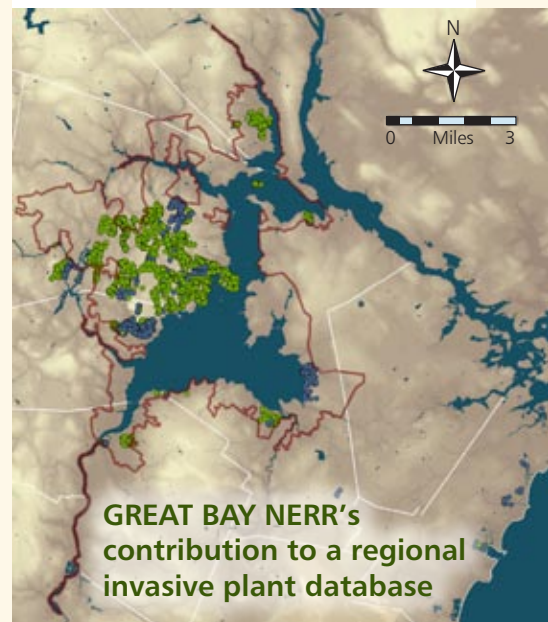 N
0 Miles 3
GREAT BAY NERR's
contribution to a regional
invasive plant database